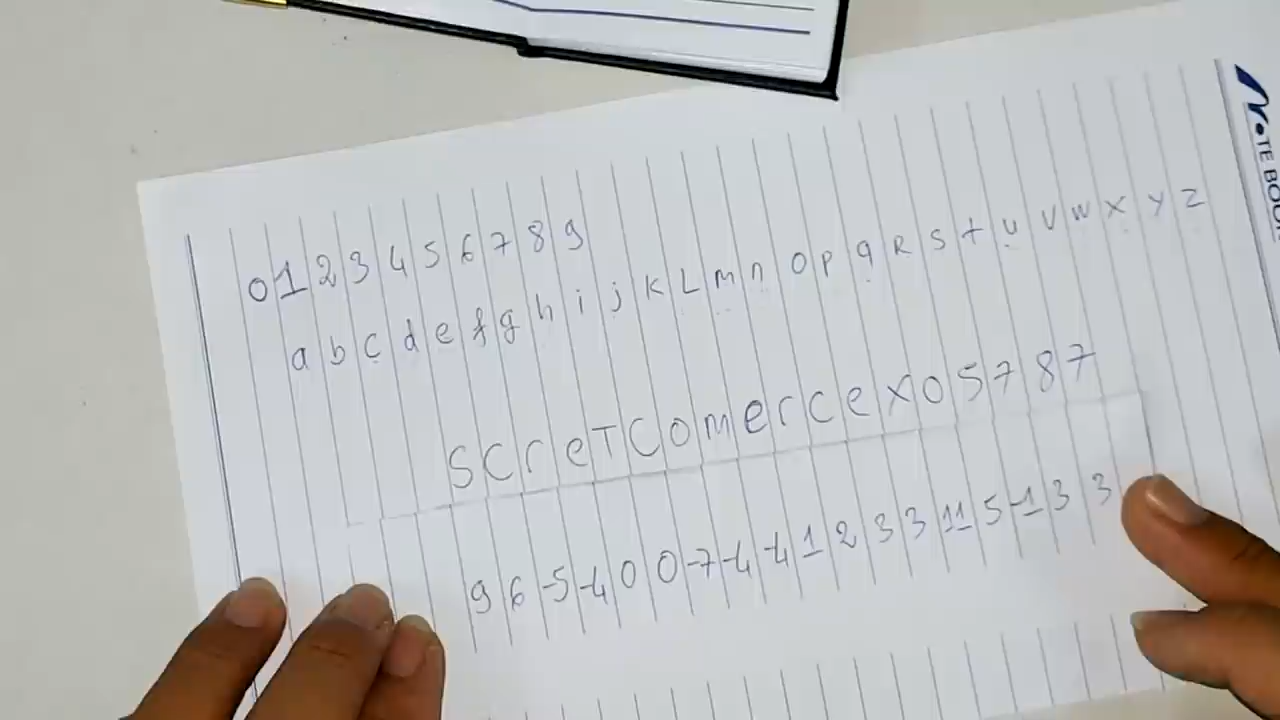 0 1 2 3 4 5 6 7 8 9
a b c d e f g h i j k L m n o p q R s t u v w x y z
SCreTComerceX05787
9 6 -5 -4 0 0 -7 -4 -4 1 2 3 3 11 5 -1 3 3